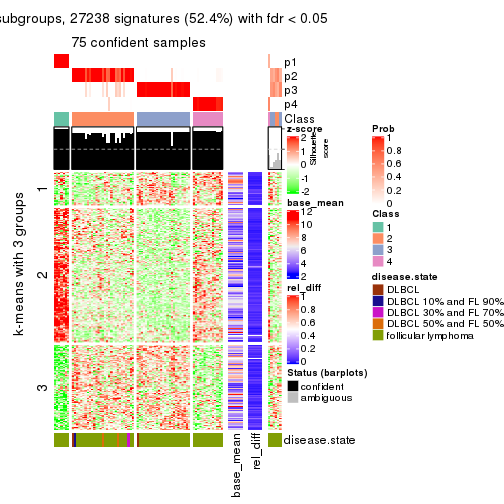 subgroups, 27238 signatures (52.4%) with fdr < 0.05
75 confident samples
p1
p2
p3
p4
Class
z-score
2
1
0
-1
-2
Silhouette
score
base_mean
12
10
8
6
4
2
rel_diff
1
0.8
0.6
0.4
0.2
0
Status (barplots)
confident
ambiguous
Prob
1
0.8
0.6
0.4
0.2
0
Class
1
2
3
4
disease.state
DLBCL
DLBCL 10% and FL 90%
DLBCL 30% and FL 70%
DLBCL 50% and FL 50%
follicular lymphoma
k-means with 3 groups
1
2
3
disease.state
base_mean
rel_diff